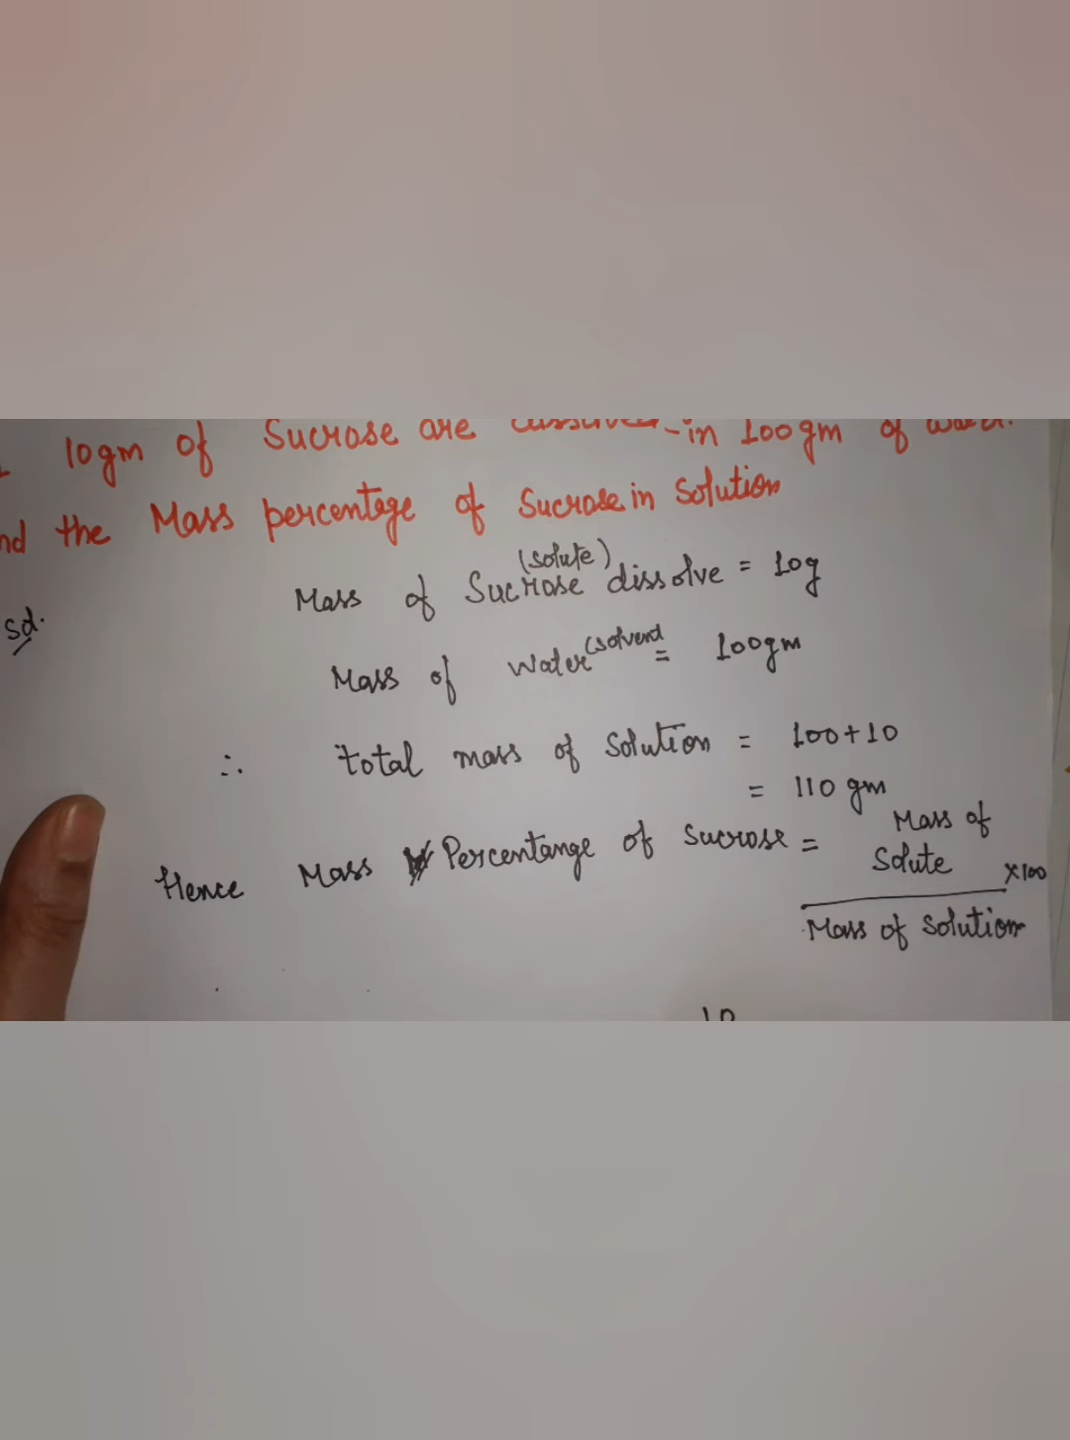 10gm of Sucrose are in 100gm of
the Mass percentage of Sucrose in Solution
(Solute)
Mass of Sucrose dissolve = 10g
Sol.
Mass of Water (Solvent = 100gm
∴ total mass of Solution = 100+10
= 110 gm
Hence Mass Percentange of Sucrose = Mass of
Solute ×100
Mass of Solution
10